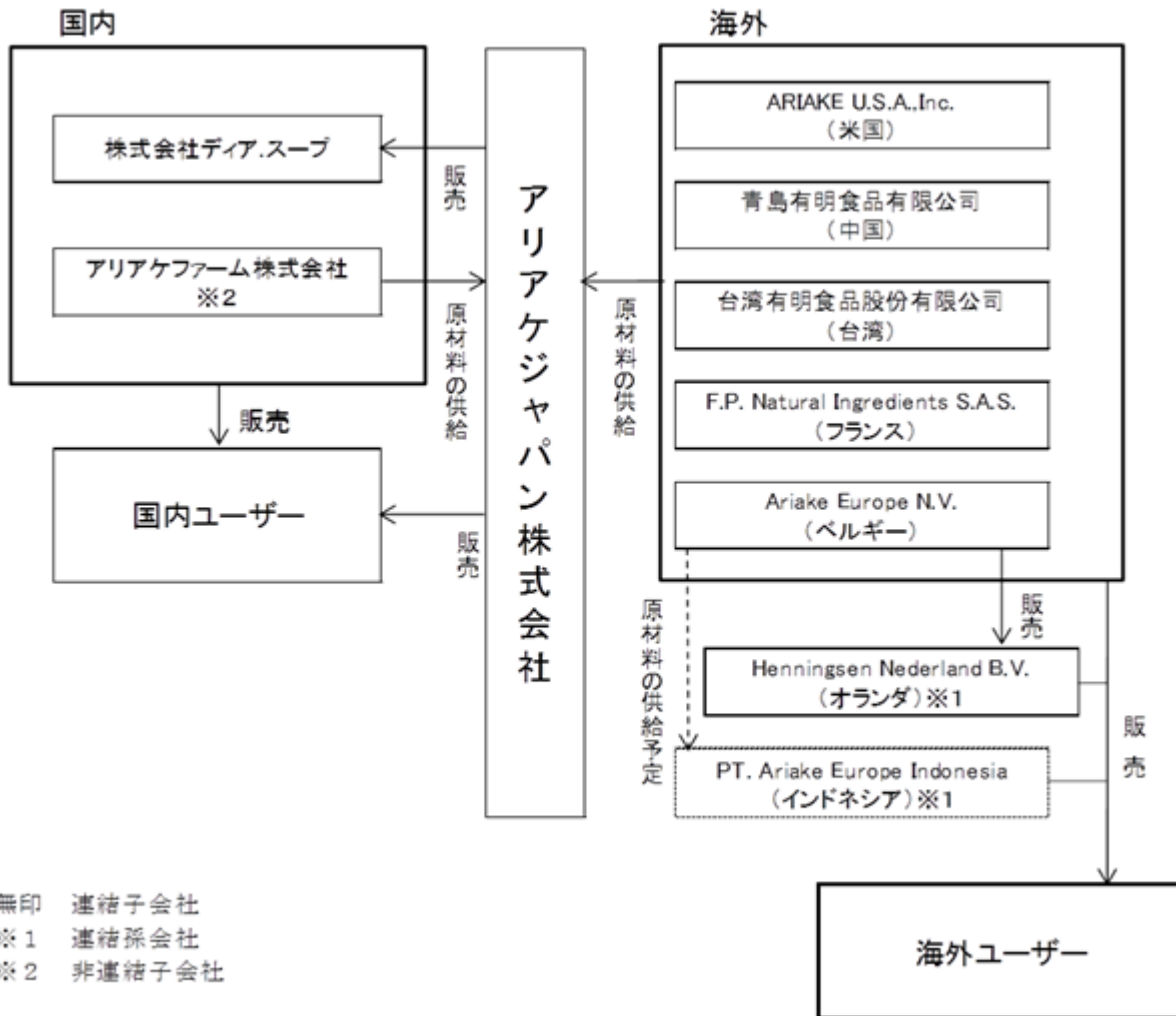 国内
海外
株式会社ディア.スープ
アリアケファーム株式会社
※2
販売
原材料の供給
販売
国内ユーザー
販売
アリアケジャパン株式会社
原材料の供給
ARIAKE U.S.A.,Inc.
（米国）
青島有明食品有限公司
（中国）
台湾有明食品股份有限公司
（台湾）
F.P. Natural Ingredients S.A.S.
（フランス）
Ariake Europe N.V.
（ベルギー）
販売
原材料の供給予定
Henningsen Nederland B.V.
（オランダ）※1
PT. Ariake Europe Indonesia
（インドネシア）※1
販売
海外ユーザー
無印 連結子会社
※1 連結孫会社
※2 非連結子会社